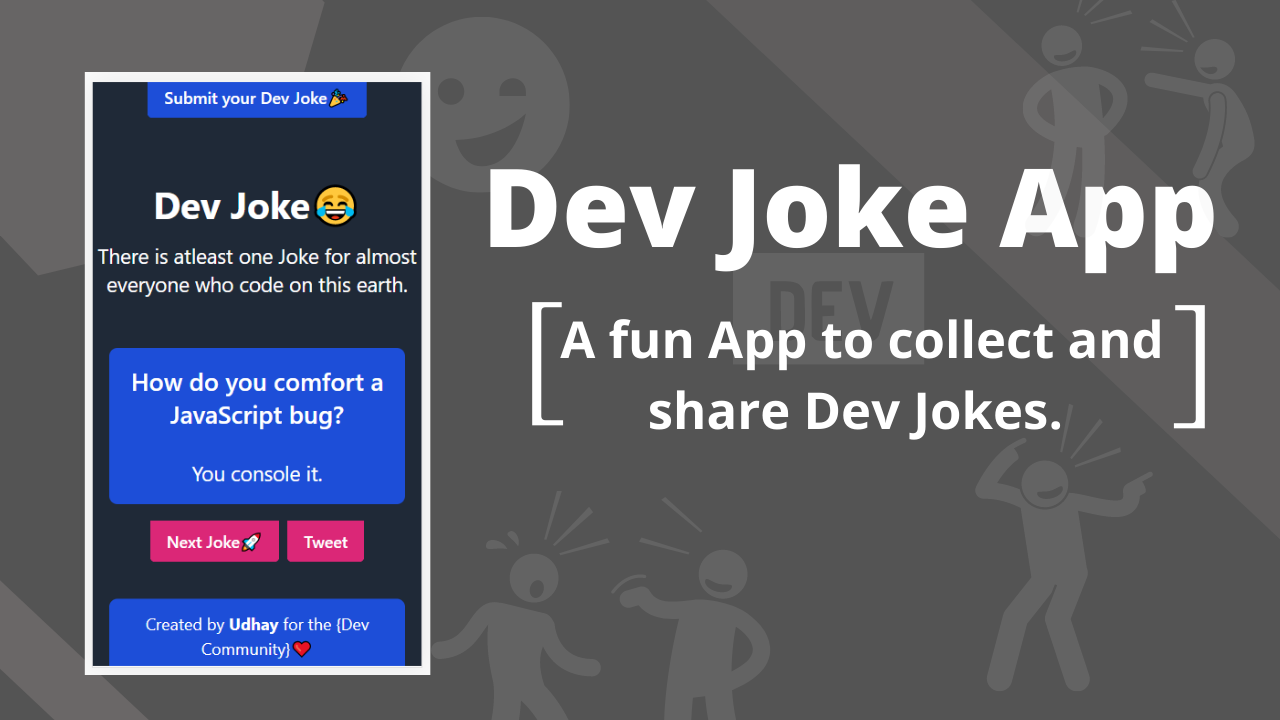 Submit your Dev Joke🎉
Dev Joke😂
There is atleast one Joke for almost
everyone who code on this earth.
How do you comfort a
JavaScript bug?
You console it.
Next Joke🚀 Tweet
Created by Udhay for the {Dev
Community}❤️
Dev Joke App
DEV
[A fun App to collect and
share Dev Jokes.]